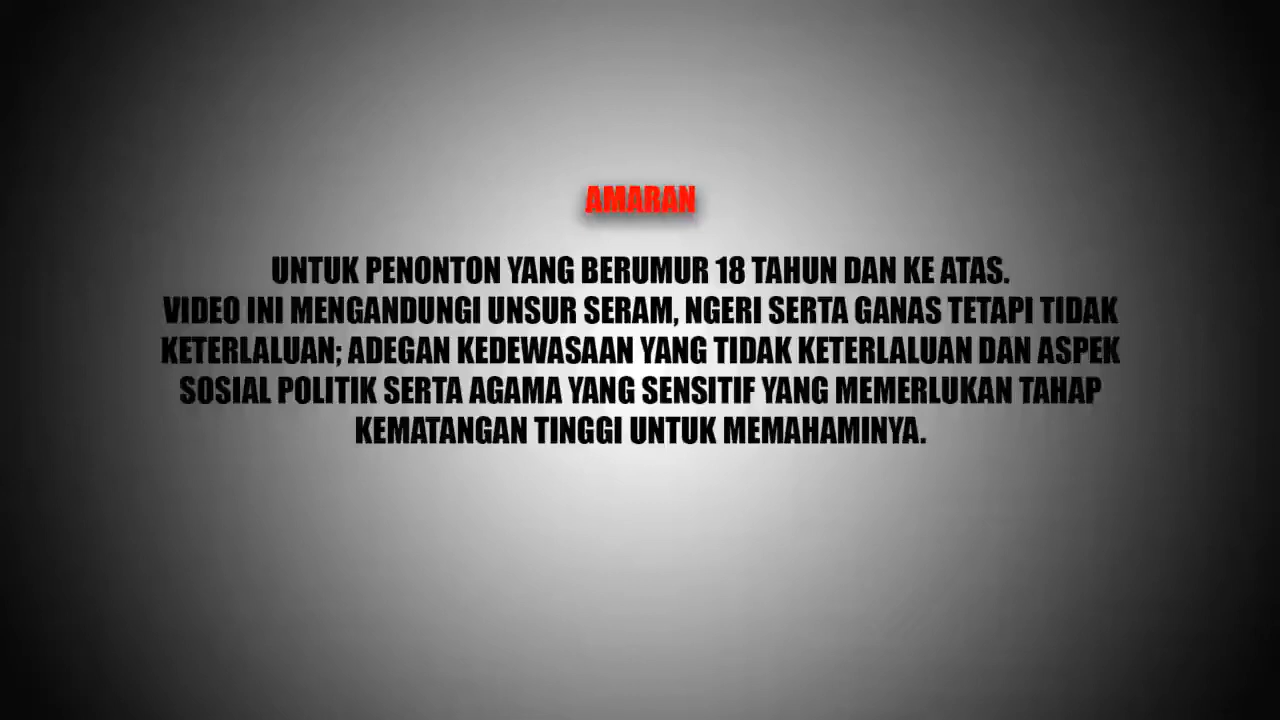 AMARAN
UNTUK PENONTON YANG BERUMUR 18 TAHUN DAN KE ATAS.
VIDEO INI MENGANDUNGI UNSUR SERAM, NGERI SERTA GANAS TETAPI TIDAK
KETERLALUAN; ADEGAN KEDEWASAAN YANG TIDAK KETERLALUAN DAN ASPEK
SOSIAL POLITIK SERTA AGAMA YANG SENSITIF YANG MEMERLUKAN TAHAP
KEMATANGAN TINGGI UNTUK MEMAHAMINYA.